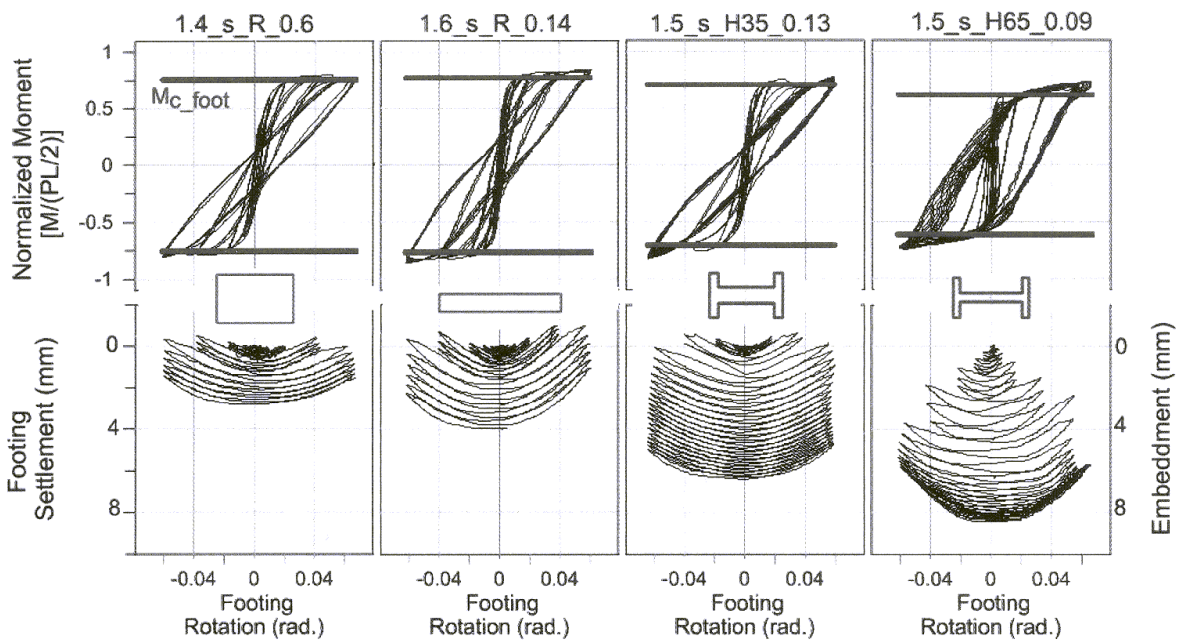 1.4_s_R_0.6 1.6_s_R_0.14 1.5_s_H35_0.13 1.5_s_H65_0.09
Normalized Moment
[M/(PL/2)]
1
0.5
0
-0.5
-1
Mc_foot
Footing
Settlement (mm)
0
4
8
0
4
8
Embeddment (mm)
-0.04 0 0.04 -0.04 0 0.04 -0.04 0 0.04 -0.04 0 0.04
Footing Footing Footing Footing
Rotation (rad.) Rotation (rad.) Rotation (rad.) Rotation (rad.)